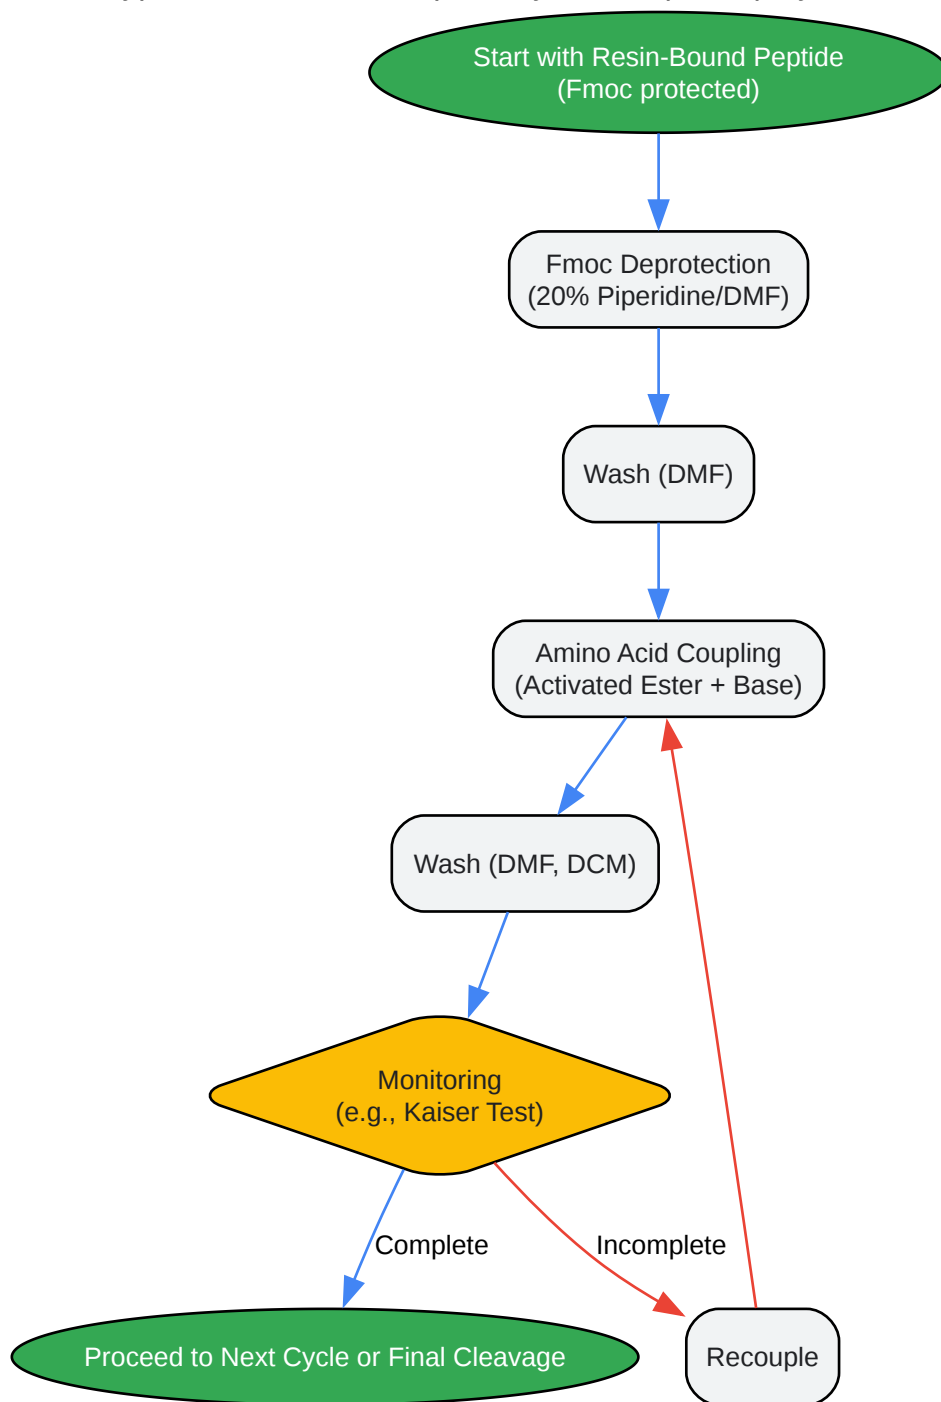 Start with Resin-Bound Peptide
(Fmoc protected)
Fmoc Deprotection
(20% Piperidine/DMF)
Wash (DMF)
Amino Acid Coupling
(Activated Ester + Base)
Wash (DMF, DCM)
Monitoring
(e.g., Kaiser Test)
Complete
Incomplete
Proceed to Next Cycle or Final Cleavage
Recouple